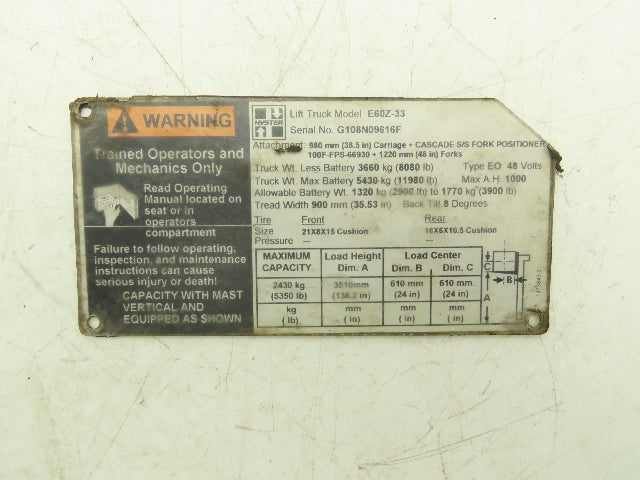 WARNING
Trained Operators and
Mechanics Only
Read Operating
Manual located on
seat or in
operators
compartment
Failure to follow operating,
inspection, and maintenance
instructions can cause
serious injury or death!
CAPACITY WITH MAST
VERTICAL AND
EQUIPPED AS SHOWN
HYSTER
Lift Truck Model E60Z-33
Serial No. G108N09616F
Attachment: 980 mm (38.5 in) Carriage + CASCADE S/S FORK POSITIONER
100F-FPS-66930 + 1220 mm (48 in) Forks
Truck Wt. Less Battery 3660 kg (8080 lb) Type EO 48 Volts
Truck Wt. Max Battery 5430 kg (11980 lb) Max A.H. 1000
Allowable Battery Wt. 1320 kg (2900 lb) to 1770 kg (3900 lb)
Tread Width 900 mm (35.53 in) Back Tilt 8 Degrees
Tire Front Rear
Size 21X8X15 Cushion 16X6X10.5 Cushion
Pressure — —
MAXIMUM CAPACITY Load Height Dim. A Load Center Dim. B Dim. C
2430 kg 3510mm 610 mm 610 mm
(5350 lb) (138.2 in) (24 in) (24 in)
kg mm mm mm
( lb) ( in ) ( in ) ( in )
C
B
A